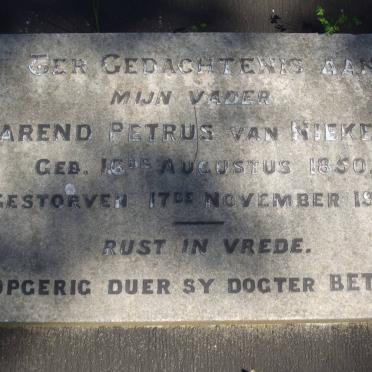 TER GEDACHTENIS AAN
MIJN VADER
AREND PETRUS VAN NIEKE
GEB. 16DE AUGUSTUS 1850.
GESTORVEN 17DE NOVEMBER 19
RUST IN VREDE.
OPGERIG DUER SY DOGTER BET